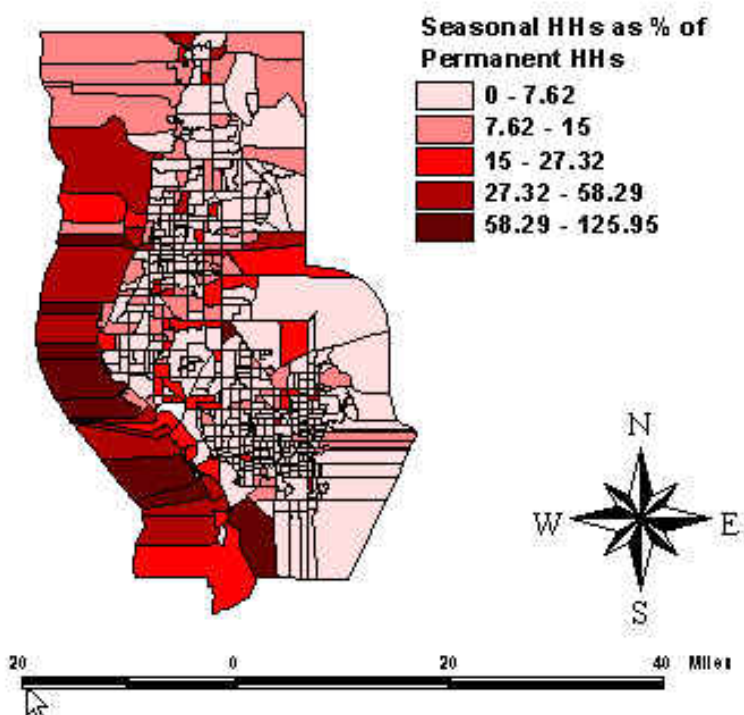 Seasonal HHs as % of
Permanent HHs
0 - 7.62
7.62 - 15
15 - 27.32
27.32 - 58.29
58.29 - 125.95
N
W E
S
20 0 20 40 Miles